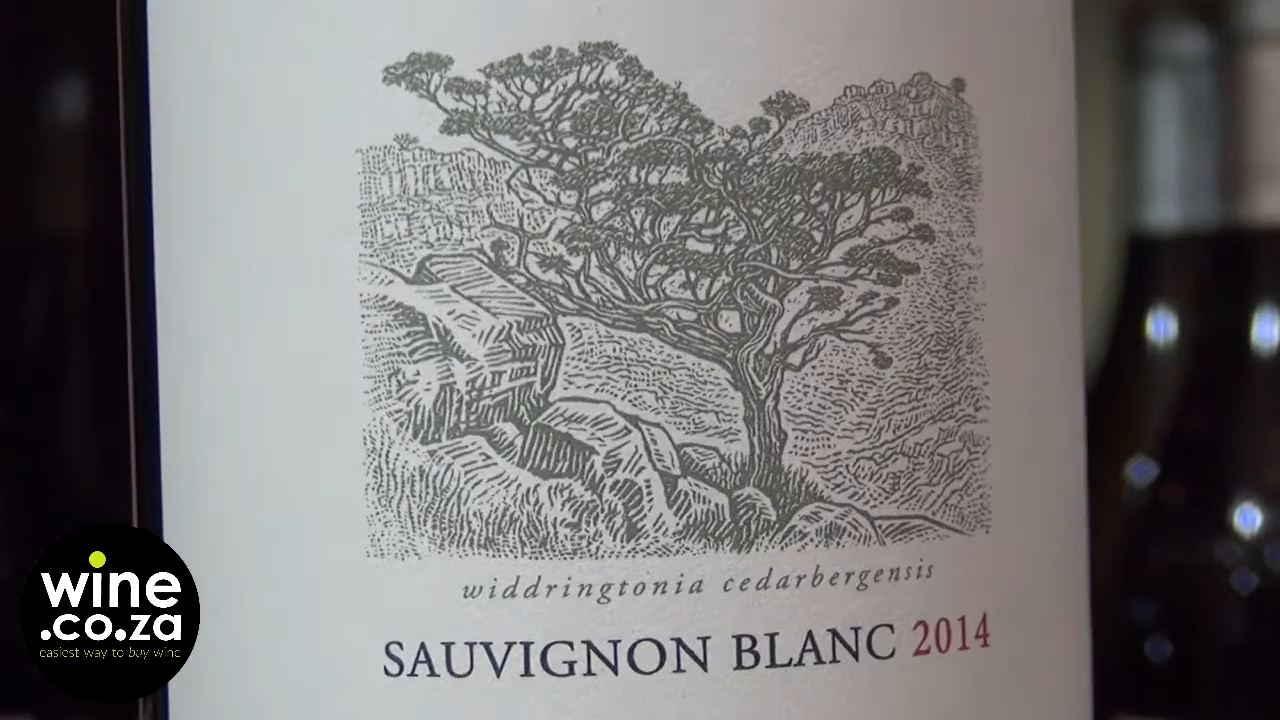 widdringtonia cedarbergensis
SAUVIGNON BLANC 2014
wine
.co.za
easiest way to buy wine